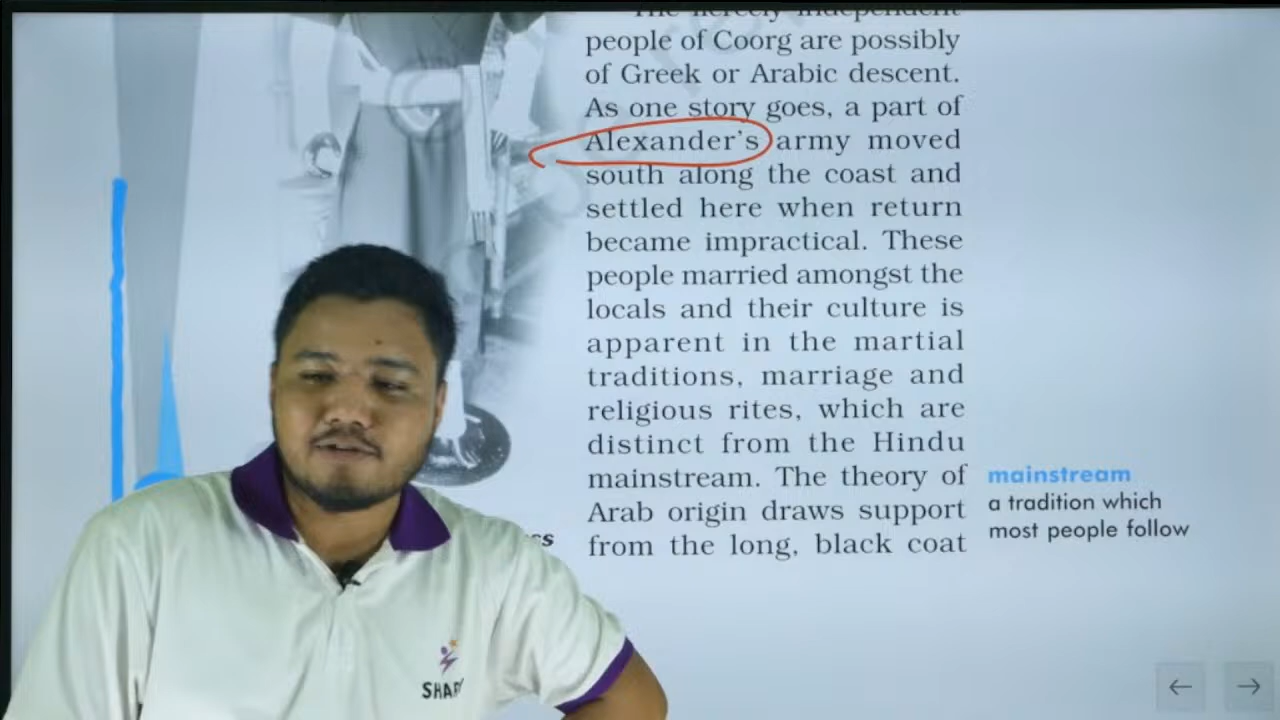 The fiercely independent
people of Coorg are possibly
of Greek or Arabic descent.
As one story goes, a part of
Alexander's army moved
south along the coast and
settled here when return
became impractical. These
people married amongst the
locals and their culture is
apparent in the martial
traditions, marriage and
religious rites, which are
distinct from the Hindu
mainstream. The theory of
Arab origin draws support
from the long, black coat
mainstream
a tradition which
most people follow